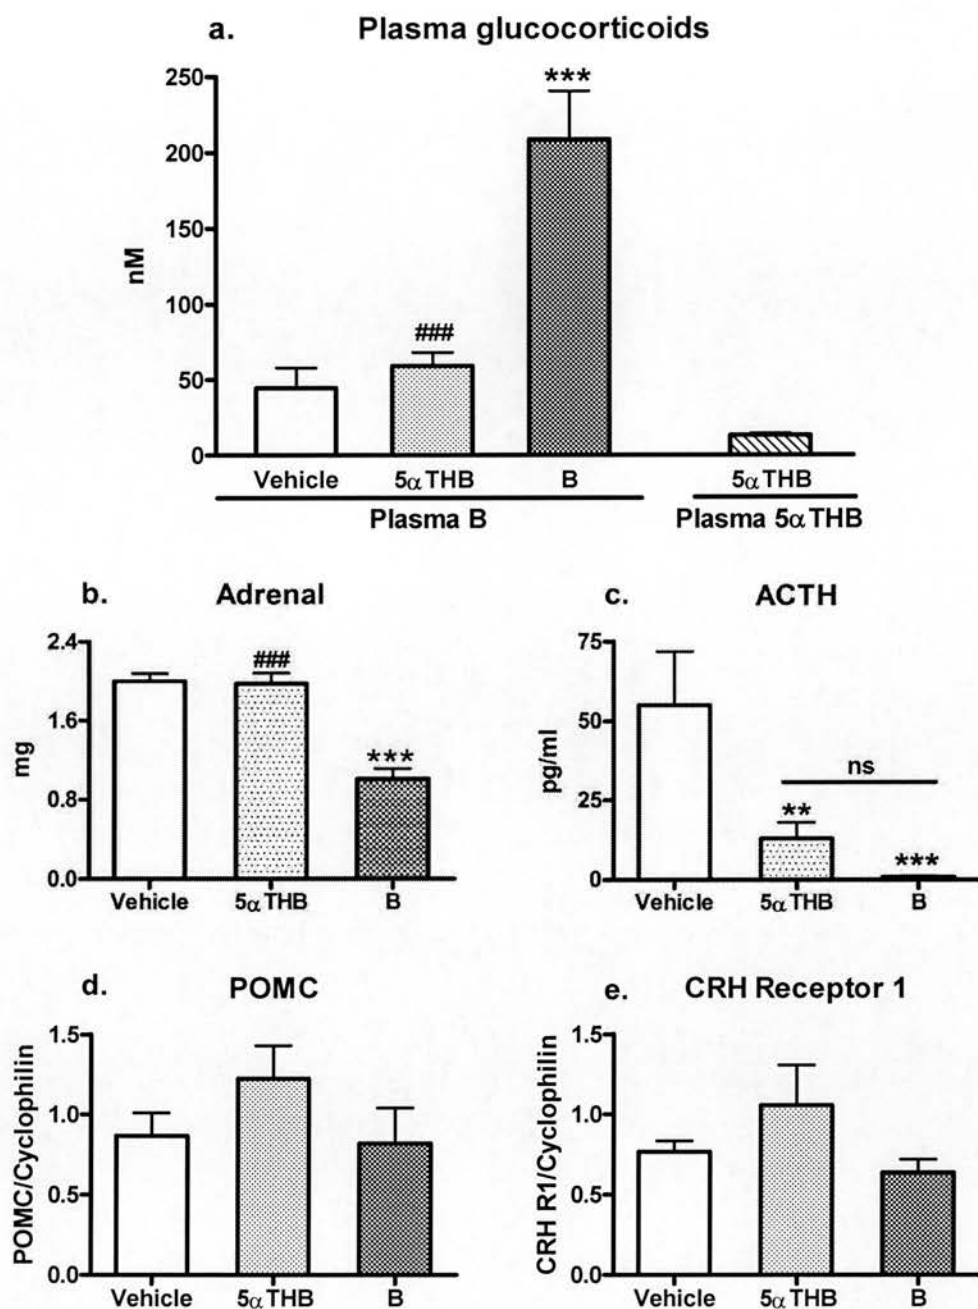 a. Plasma glucocorticoids
250
200
150
100
50
0
nM
***
###
Vehicle 5α THB B 5α THB
Plasma B Plasma 5α THB
b. Adrenal
2.4
1.6
0.8
0.0
mg
###
***
Vehicle 5α THB B
c. ACTH
75
50
25
0
pg/ml
ns
**
***
Vehicle 5α THB B
d. POMC
1.5
1.0
0.5
0.0
POMC/Cyclophilin
Vehicle 5α THB B
e. CRH Receptor 1
1.5
1.0
0.5
0.0
CRH R1/Cyclophilin
Vehicle 5α THB B